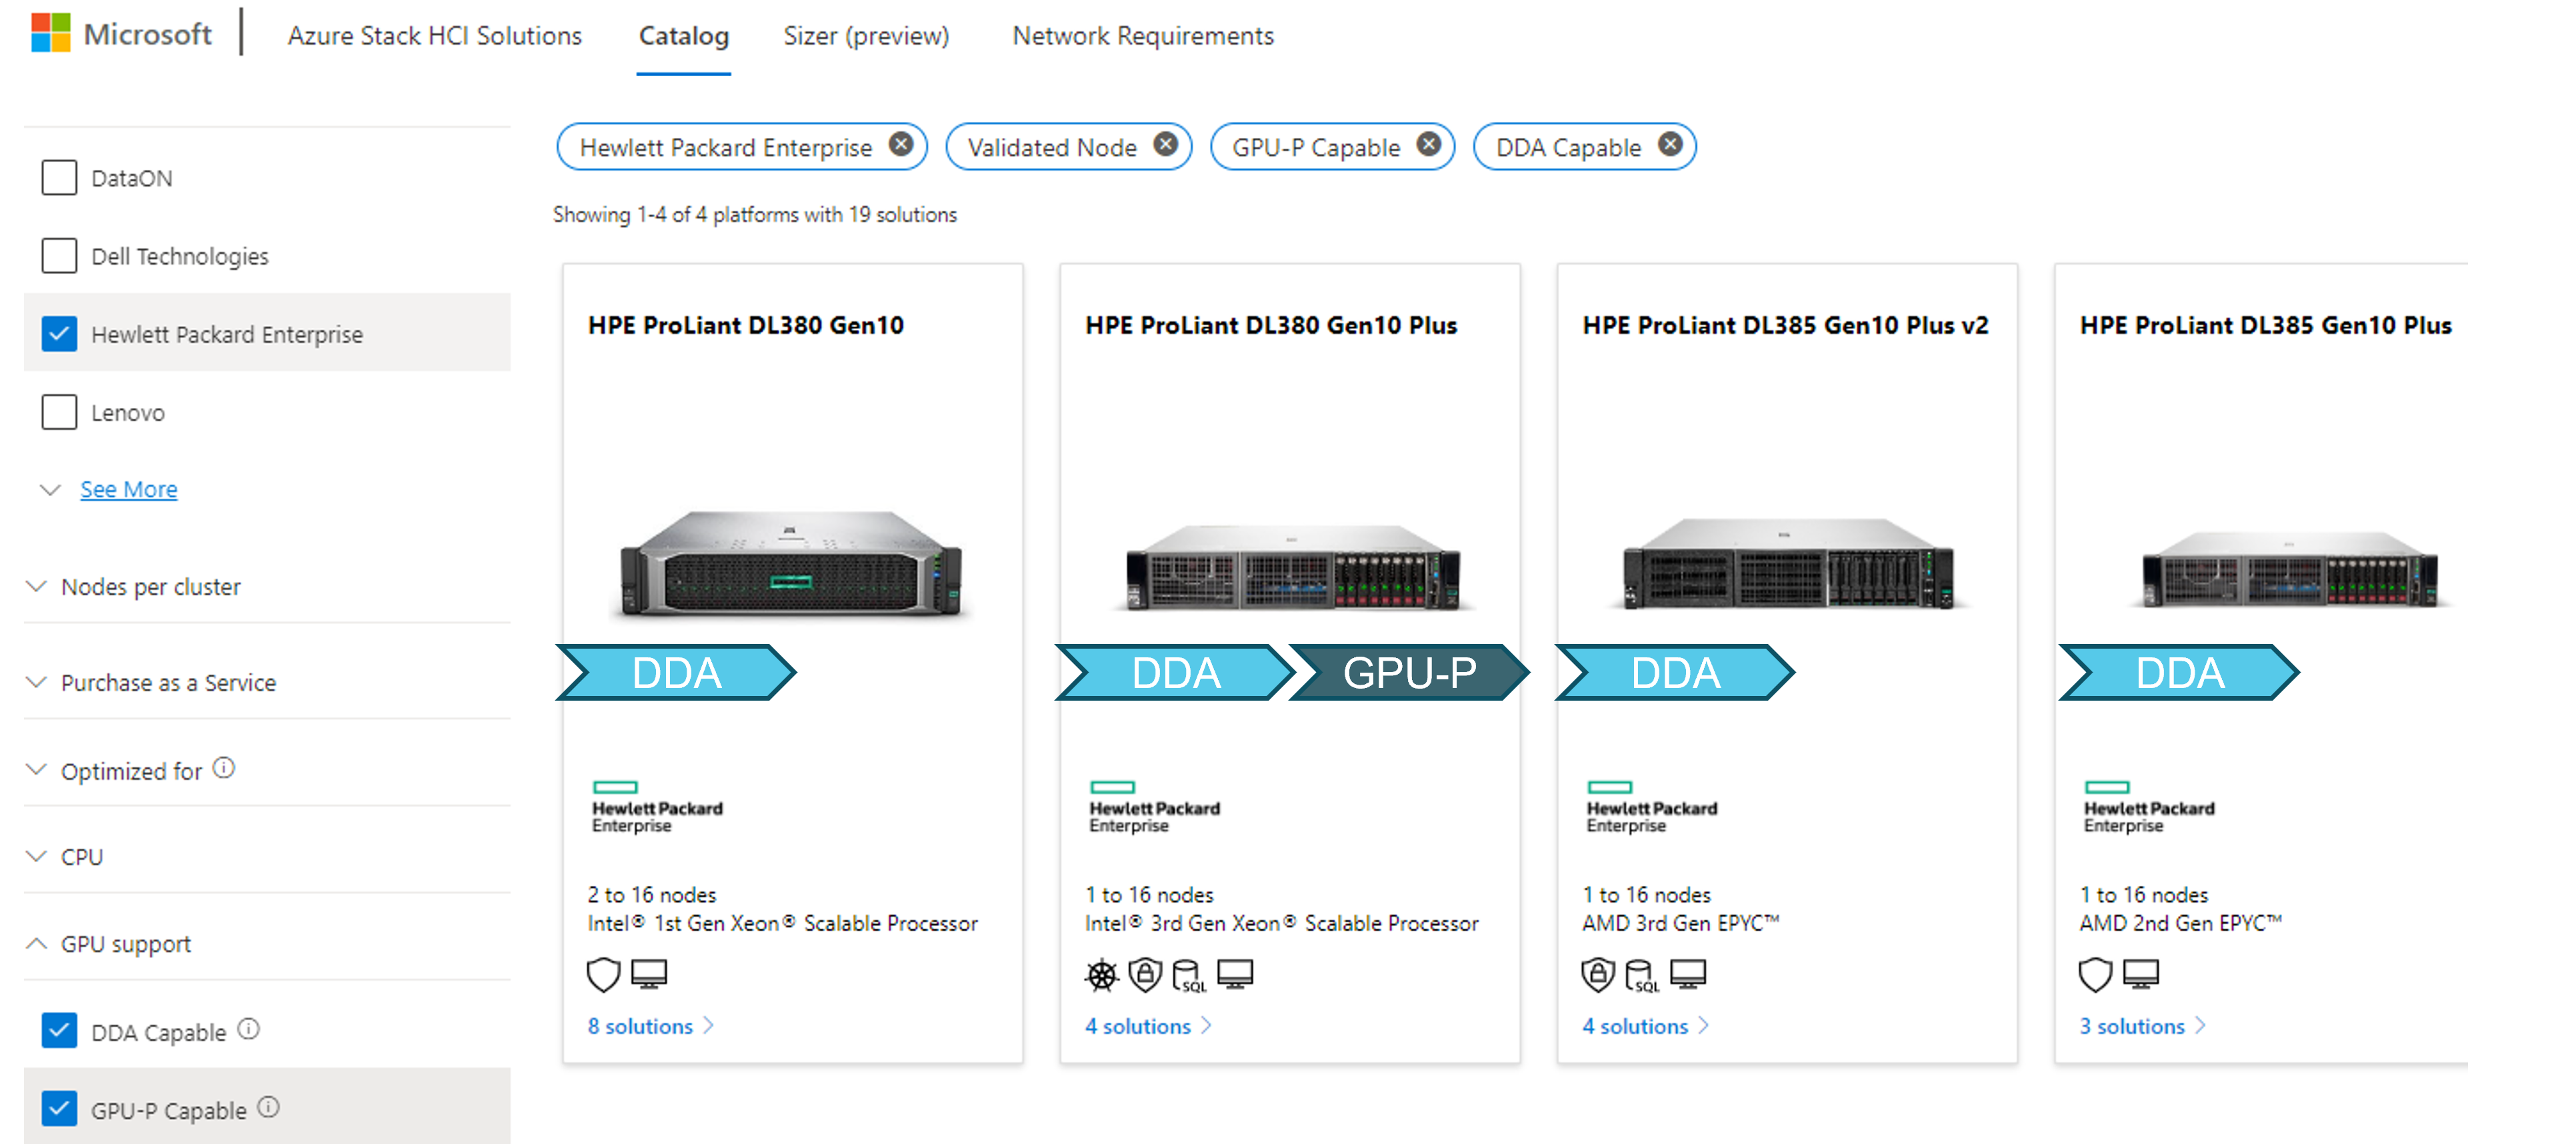 Microsoft
Azure Stack HCI Solutions
Catalog
Sizer (preview)
Network Requirements
DataON
Dell Technologies
Hewlett Packard Enterprise
Lenovo
See More
Nodes per cluster
Purchase as a Service
Optimized for
CPU
GPU support
DDA Capable
GPU-P Capable
Hewlett Packard Enterprise
Validated Node
GPU-P Capable
DDA Capable
Showing 1-4 of 4 platforms with 19 solutions
HPE ProLiant DL380 Gen10
DDA
Hewlett Packard
Enterprise
2 to 16 nodes
Intel® 1st Gen Xeon® Scalable Processor
8 solutions
HPE ProLiant DL380 Gen10 Plus
DDA
GPU-P
Hewlett Packard
Enterprise
1 to 16 nodes
Intel® 3rd Gen Xeon® Scalable Processor
SQL
4 solutions
HPE ProLiant DL385 Gen10 Plus v2
DDA
Hewlett Packard
Enterprise
1 to 16 nodes
AMD 3rd Gen EPYC™
SQL
4 solutions
HPE ProLiant DL385 Gen10 Plus
DDA
Hewlett Packard
Enterprise
1 to 16 nodes
AMD 2nd Gen EPYC™
3 solutions